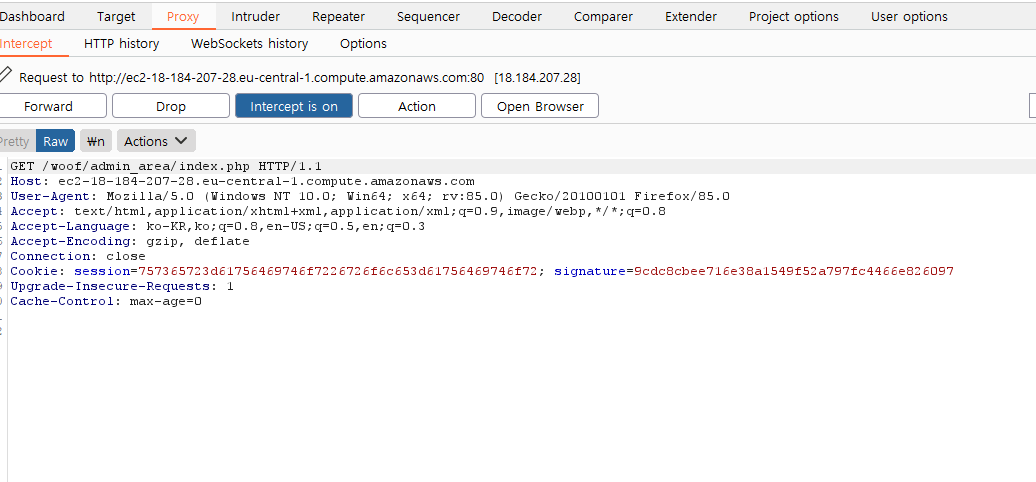 Dashboard Target Proxy Intruder Repeater Sequencer Decoder Comparer Extender Project options User options
Intercept HTTP history WebSockets history Options
Request to http://ec2-18-184-207-28.eu-central-1.compute.amazonaws.com:80 [18.184.207.28]
Forward Drop Intercept is on Action Open Browser
Pretty Raw ₩n Actions
GET /woof/admin_area/index.php HTTP/1.1
Host: ec2-18-184-207-28.eu-central-1.compute.amazonaws.com
User-Agent: Mozilla/5.0 (Windows NT 10.0; Win64; x64; rv:85.0) Gecko/20100101 Firefox/85.0
Accept: text/html,application/xhtml+xml,application/xml;q=0.9,image/webp,*/*;q=0.8
Accept-Language: ko-KR,ko;q=0.8,en-US;q=0.5,en;q=0.3
Accept-Encoding: gzip, deflate
Connection: close
Cookie: session=757365723d61756469746f7226726f6c653d61756469746f72; signature=9cdc8cbee716e38a1549f52a797fc4466e826097
Upgrade-Insecure-Requests: 1
Cache-Control: max-age=0